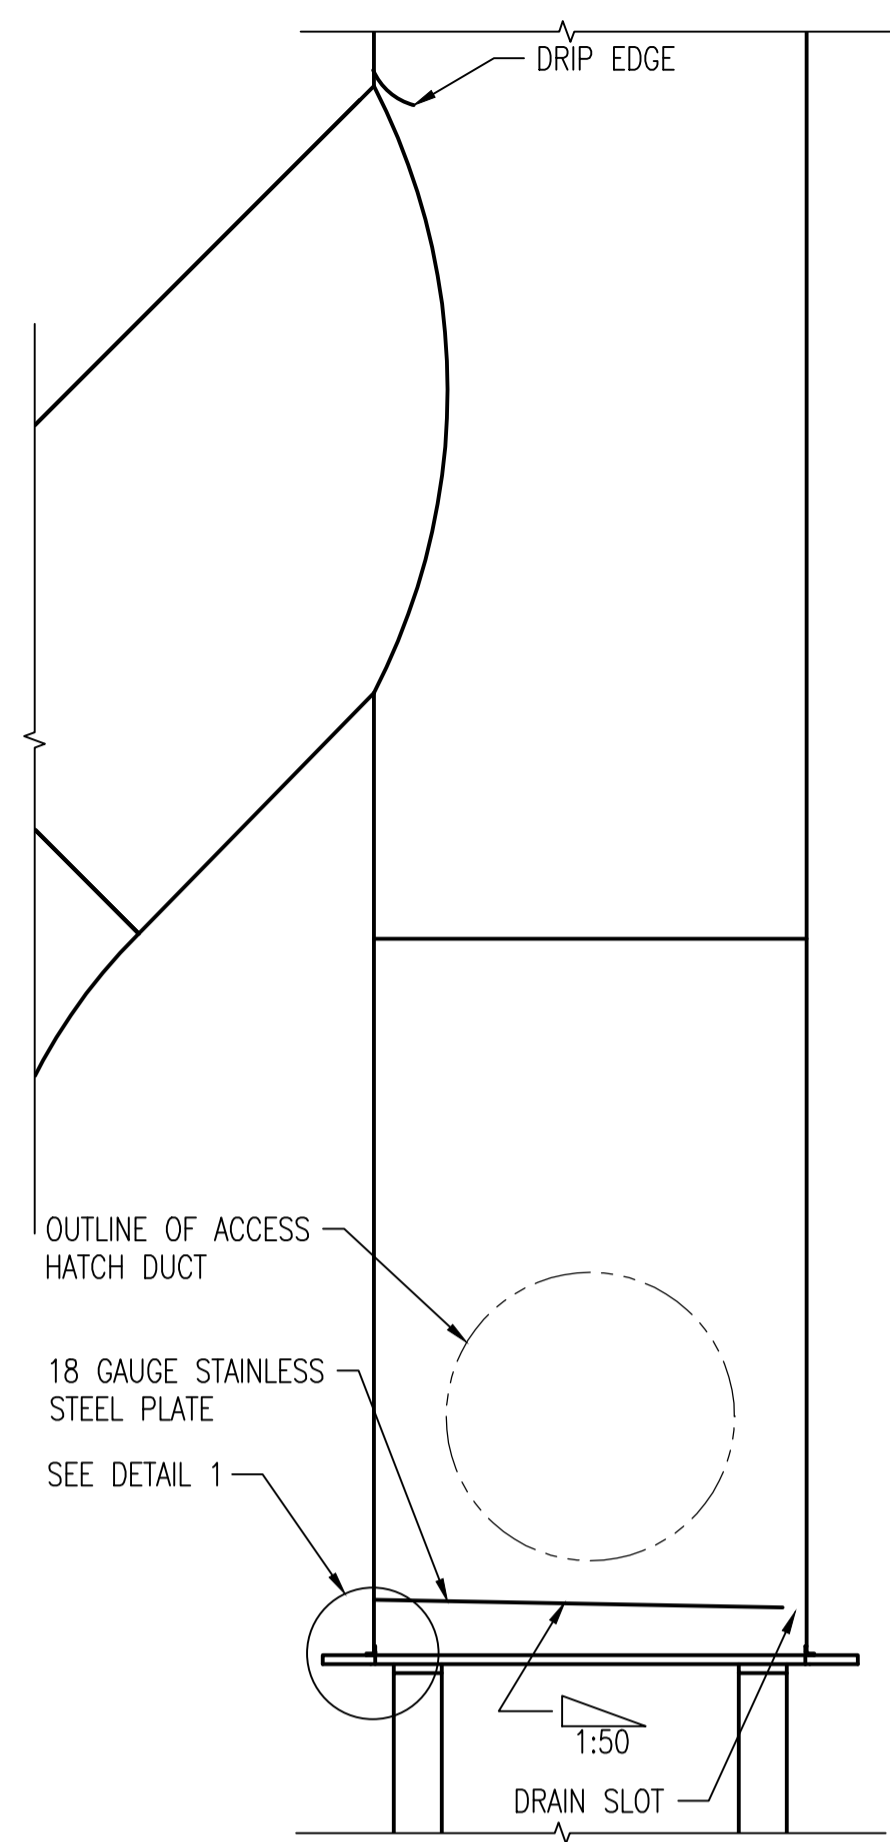 DRIP EDGE
OUTLINE OF ACCESS
HATCH DUCT
18 GAUGE STAINLESS
STEEL PLATE
SEE DETAIL 1
1:50
DRAIN SLOT